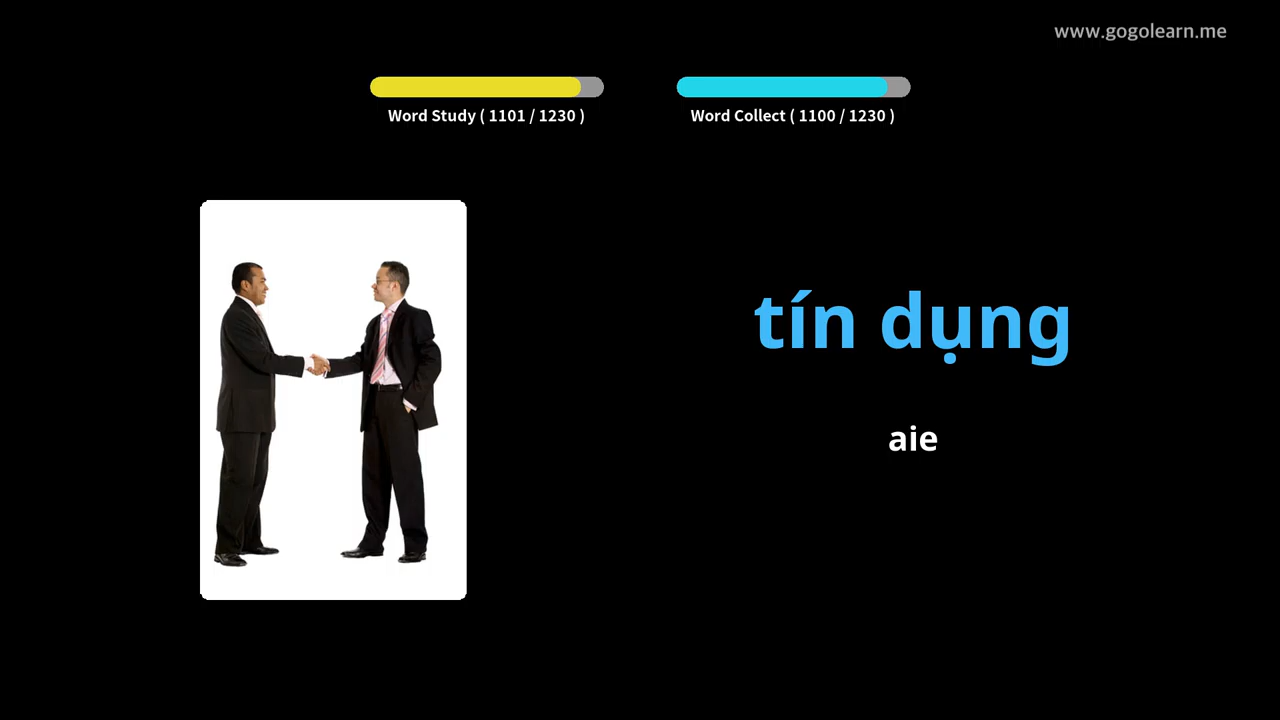 www.gogolearn.me
Word Study ( 1101 / 1230 )
Word Collect ( 1100 / 1230 )
tín dụng
aie